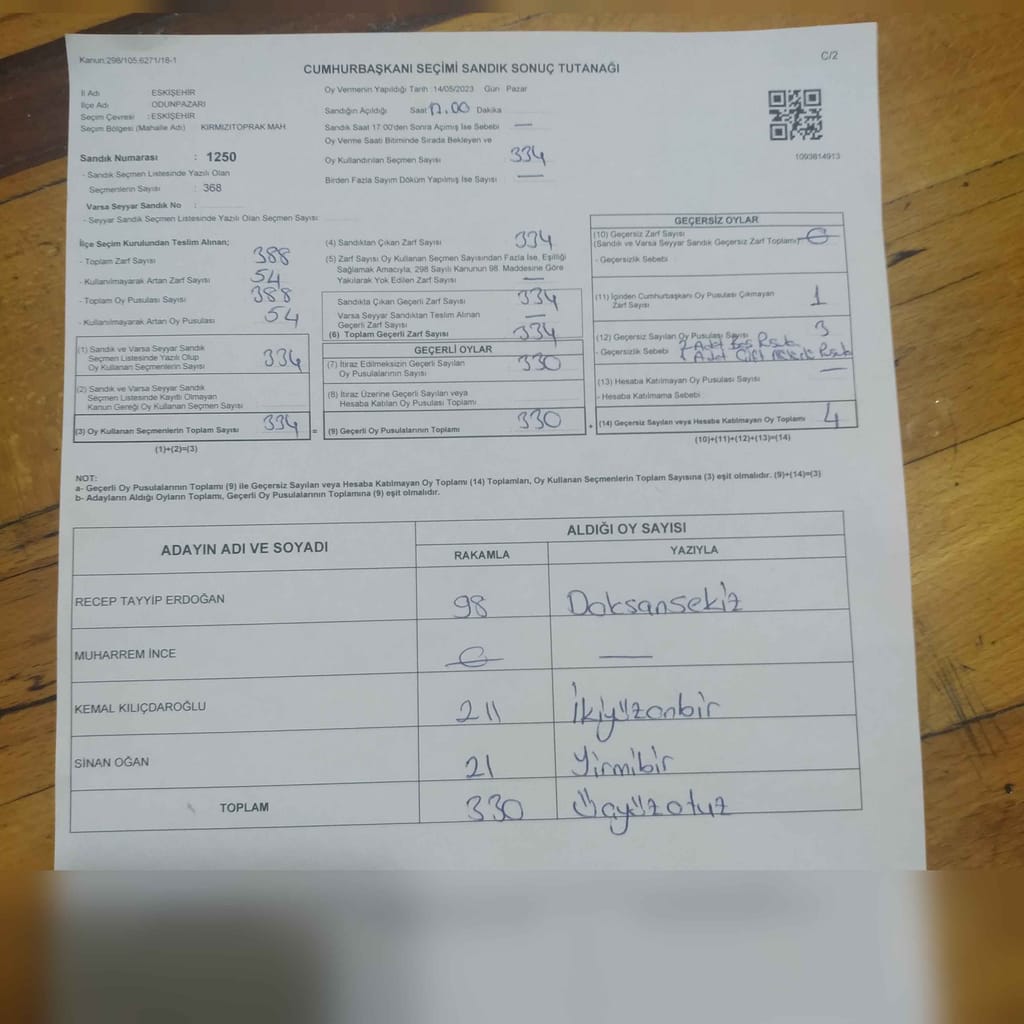 Kanun:298/105.6271/18-1
C/2
CUMHURBAŞKANI SEÇİMİ SANDIK SONUÇ TUTANAĞI
İl Adı ESKİŞEHİR
İlçe Adı ODUNPAZARI
Seçim Çevresi : ESKİŞEHİR
Seçim Bölgesi (Mahalle Adı) KIRMIZITOPRAK MAH
Sandık Numarası : 1250
- Sandık Seçmen Listesinde Yazılı Olan
Seçmenlerin Sayısı : 368
Varsa Seyyar Sandık No :
- Seyyar Sandık Seçmen Listesinde Yazılı Olan Seçmen Sayısı :
Oy Vermenin Yapıldığı Tarih :14/05/2023 Gün Pazar
Sandığın Açıldığı Saat 17.00 Dakika
Sandık Saat 17:00'den Sonra Açılmış İse Sebebi —
Oy Verme Saati Bitiminde Sırada Bekleyen ve
Oy Kullandırılan Seçmen Sayısı : 334
Birden Fazla Sayım Döküm Yapılmış İse Sayısı : —
1093814913
İlçe Seçim Kurulundan Teslim Alınan;
- Toplam Zarf Sayısı 388
- Kullanılmayarak Artan Zarf Sayısı 54
- Toplam Oy Pusulası Sayısı 388
- Kullanılmayarak Artan Oy Pusulası 54
(1) Sandık ve Varsa Seyyar Sandık
Seçmen Listesinde Yazılı Olup
Oy Kullanan Seçmenlerin Sayısı 334
(2) Sandık ve Varsa Seyyar Sandık
Seçmen Listesinde Kayıtlı Olmayan
Kanun Gereği Oy Kullanan Seçmen Sayısı
(3) Oy Kullanan Seçmenlerin Toplam Sayısı 334 =
(1)+(2)=(3)
(4) Sandıktan Çıkan Zarf Sayısı 334
(5) Zarf Sayısı Oy Kullanan Seçmen Sayısından Fazla İse, Eşitliği
Sağlamak Amacıyla, 298 Sayılı Kanunun 98. Maddesine Göre
Yakılarak Yok Edilen Zarf Sayısı —
Sandıkta Çıkan Geçerli Zarf Sayısı 334
Varsa Seyyar Sandıktan Teslim Alınan
Geçerli Zarf Sayısı —
(6) Toplam Geçerli Zarf Sayısı 334
GEÇERLİ OYLAR
(7) İtiraz Edilmeksizin Geçerli Sayılan
Oy Pusulalarının Sayısı 330
(8) İtiraz Üzerine Geçerli Sayılan veya
Hesaba Katılan Oy Pusulası Toplamı
(9) Geçerli Oy Pusulalarının Toplamı 330 +
GEÇERSİZ OYLAR
(10) Geçersiz Zarf Sayısı
(Sandık ve Varsa Seyyar Sandık Geçersiz Zarf Toplamı) 0
- Geçersizlik Sebebi
(11) İçinden Cumhurbaşkanı Oy Pusulası Çıkmayan
Zarf Sayısı 1
(12) Geçersiz Sayılan Oy Pusulası Sayısı 3
- Geçersizlik Sebebi 2 Adet Boş Pusula
1 Adet Çift
(13) Hesaba Katılmayan Oy Pusulası Sayısı —
- Hesaba Katılmama Sebebi
(14) Geçersiz Sayılan veya Hesaba Katılmayan Oy Toplamı 4
(10)+(11)+(12)+(13)=(14)
NOT:
a- Geçerli Oy Pusulalarının Toplamı (9) ile Geçersiz Sayılan veya Hesaba Katılmayan Oy Toplamı (14) Toplamları, Oy Kullanan Seçmenlerin Toplam Sayısına (3) eşit olmalıdır. (9)+(14)=(3)
b- Adayların Aldığı Oyların Toplamı, Geçerli Oy Pusulalarının Toplamına (9) eşit olmalıdır.
ADAYIN ADI VE SOYADI
ALDIĞI OY SAYISI
RAKAMLA YAZIYLA
RECEP TAYYİP ERDOĞAN 98 Doksansekiz
MUHARREM İNCE 0 —
KEMAL KILIÇDAROĞLU 211 İkiyüzonbir
SİNAN OĞAN 21 Yirmibir
TOPLAM 330 Üçyüzotuz